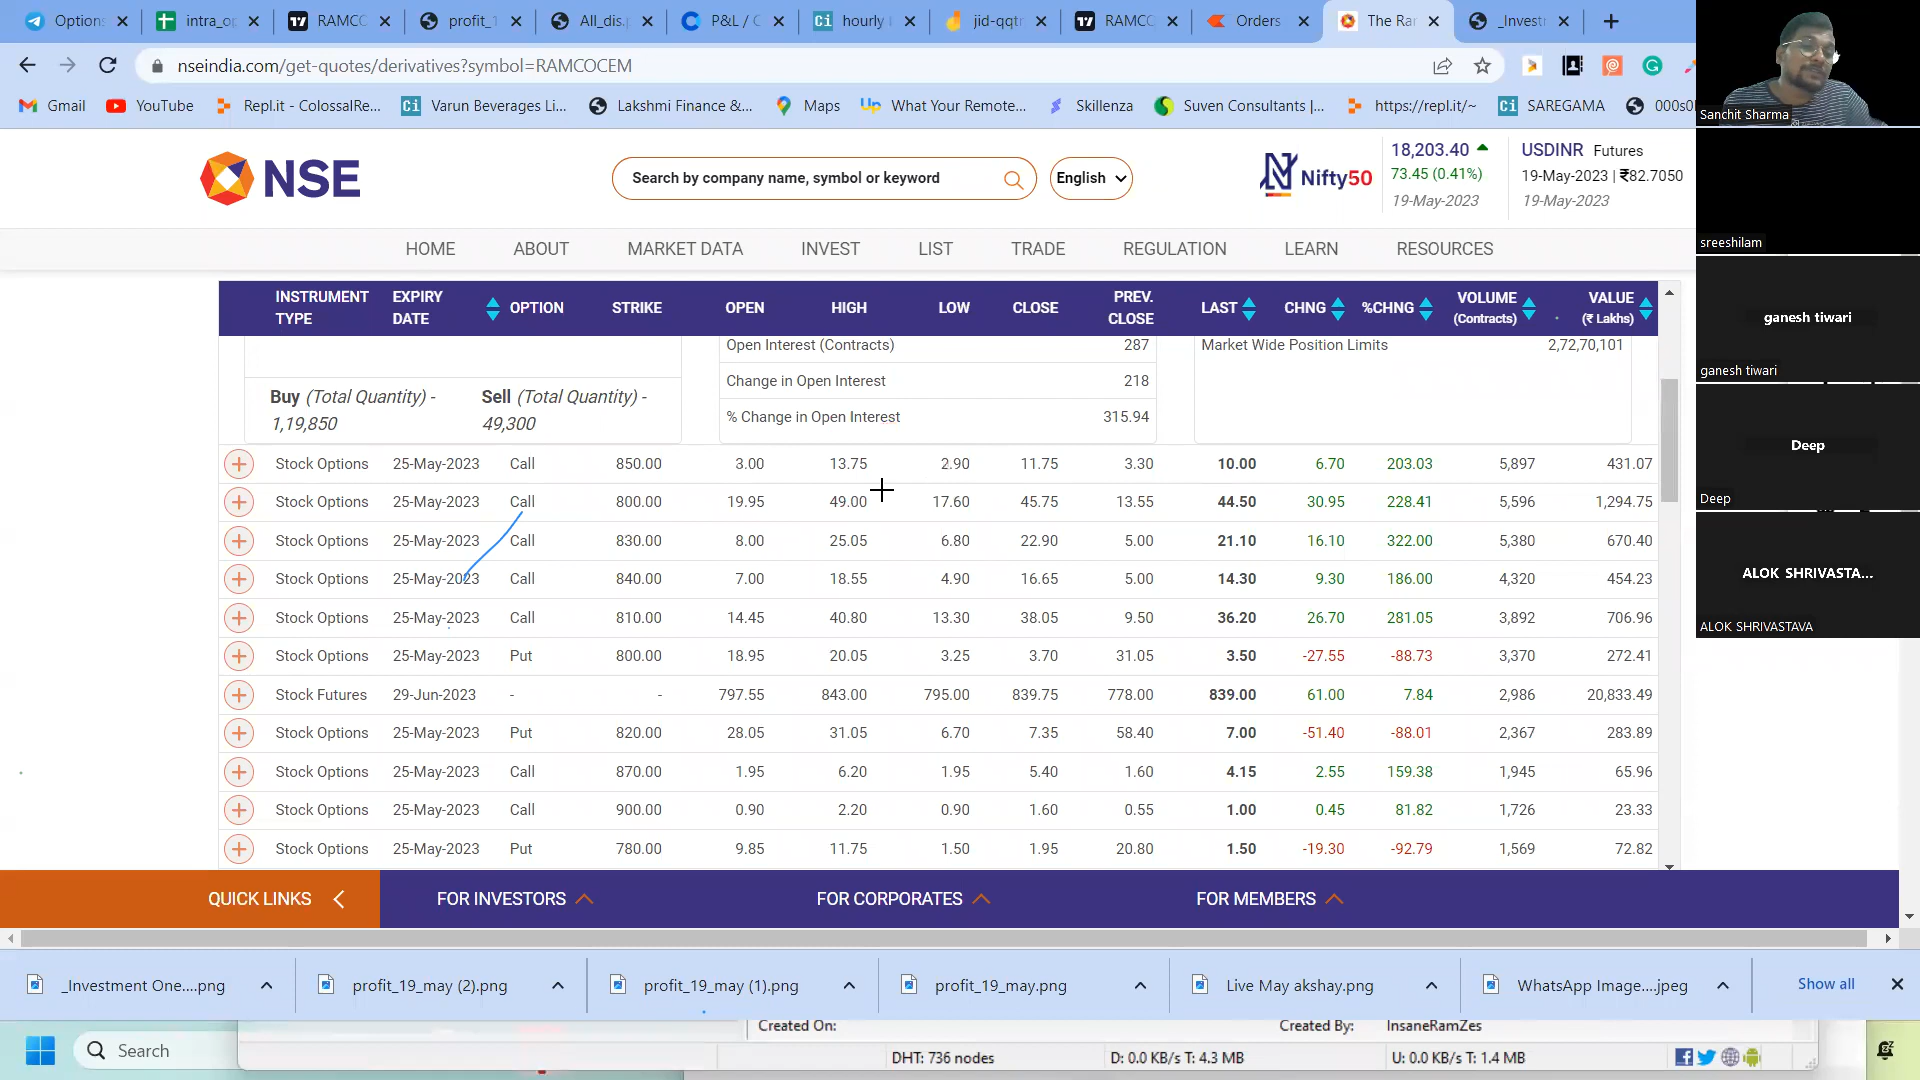 Options
intra_o
RAMCO
profit_1
All_dis.p
P&L / C
hourly
jid-qqtr
RAMCO
Orders
The Ra
_Invest
nseindia.com/get-quotes/derivatives?symbol=RAMCOCEM
Gmail
YouTube
Repl.it - ColossalRe...
Varun Beverages Li...
Lakshmi Finance &...
Maps
What Your Remote...
Skillenza
Suven Consultants |...
https://repl.it/~
SAREGAMA
NSE
Search by company name, symbol or keyword
English
Nifty50
18,203.40
73.45 (0.41%)
19-May-2023
USDINR Futures
19-May-2023 | ₹82.7050
19-May-2023
HOME ABOUT MARKET DATA INVEST LIST TRADE REGULATION LEARN RESOURCES
INSTRUMENT TYPE EXPIRY DATE OPTION STRIKE OPEN HIGH LOW CLOSE PREV. CLOSE LAST CHNG %CHNG VOLUME (Contracts) VALUE (₹ Lakhs)
Open Interest (Contracts) 287 Market Wide Position Limits 2,72,70,101
Change in Open Interest 218
% Change in Open Interest 315.94
Buy (Total Quantity) - 1,19,850
Sell (Total Quantity) - 49,300
Stock Options 25-May-2023 Call 850.00 3.00 13.75 2.90 11.75 3.30 10.00 6.70 203.03 5,897 431.07
Stock Options 25-May-2023 Call 800.00 19.95 49.00 17.60 45.75 13.55 44.50 30.95 228.41 5,596 1,294.75
Stock Options 25-May-2023 Call 830.00 8.00 25.05 6.80 22.90 5.00 21.10 16.10 322.00 5,380 670.40
Stock Options 25-May-2023 Call 840.00 7.00 18.55 4.90 16.65 5.00 14.30 9.30 186.00 4,320 454.23
Stock Options 25-May-2023 Call 810.00 14.45 40.80 13.30 38.05 9.50 36.20 26.70 281.05 3,892 706.96
Stock Options 25-May-2023 Put 800.00 18.95 20.05 3.25 3.70 31.05 3.50 -27.55 -88.73 3,370 272.41
Stock Futures 29-Jun-2023 - - 797.55 843.00 795.00 839.75 778.00 839.00 61.00 7.84 2,986 20,833.49
Stock Options 25-May-2023 Put 820.00 28.05 31.05 6.70 7.35 58.40 7.00 -51.40 -88.01 2,367 283.89
Stock Options 25-May-2023 Call 870.00 1.95 6.20 1.95 5.40 1.60 4.15 2.55 159.38 1,945 65.96
Stock Options 25-May-2023 Call 900.00 0.90 2.20 0.90 1.60 0.55 1.00 0.45 81.82 1,726 23.33
Stock Options 25-May-2023 Put 780.00 9.85 11.75 1.50 1.95 20.80 1.50 -19.30 -92.79 1,569 72.82
QUICK LINKS FOR INVESTORS FOR CORPORATES FOR MEMBERS
_Investment One....png
profit_19_may (2).png
profit_19_may (1).png
profit_19_may.png
Live May akshay.png
WhatsApp Image....jpeg
Show all
Created On: Created By: InsaneRamZes
Search
DHT: 736 nodes D: 0.0 KB/s T: 4.3 MB U: 0.0 KB/s T: 1.4 MB
Sanchit Sharma
sreeshilam
ganesh tiwari
ganesh tiwari
Deep
Deep
ALOK SHRIVASTA...
ALOK SHRIVASTAVA